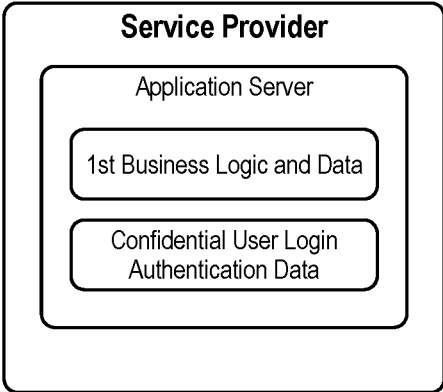 Service Provider
Application Server
1st Business Logic and Data
Confidential User Login
Authentication Data